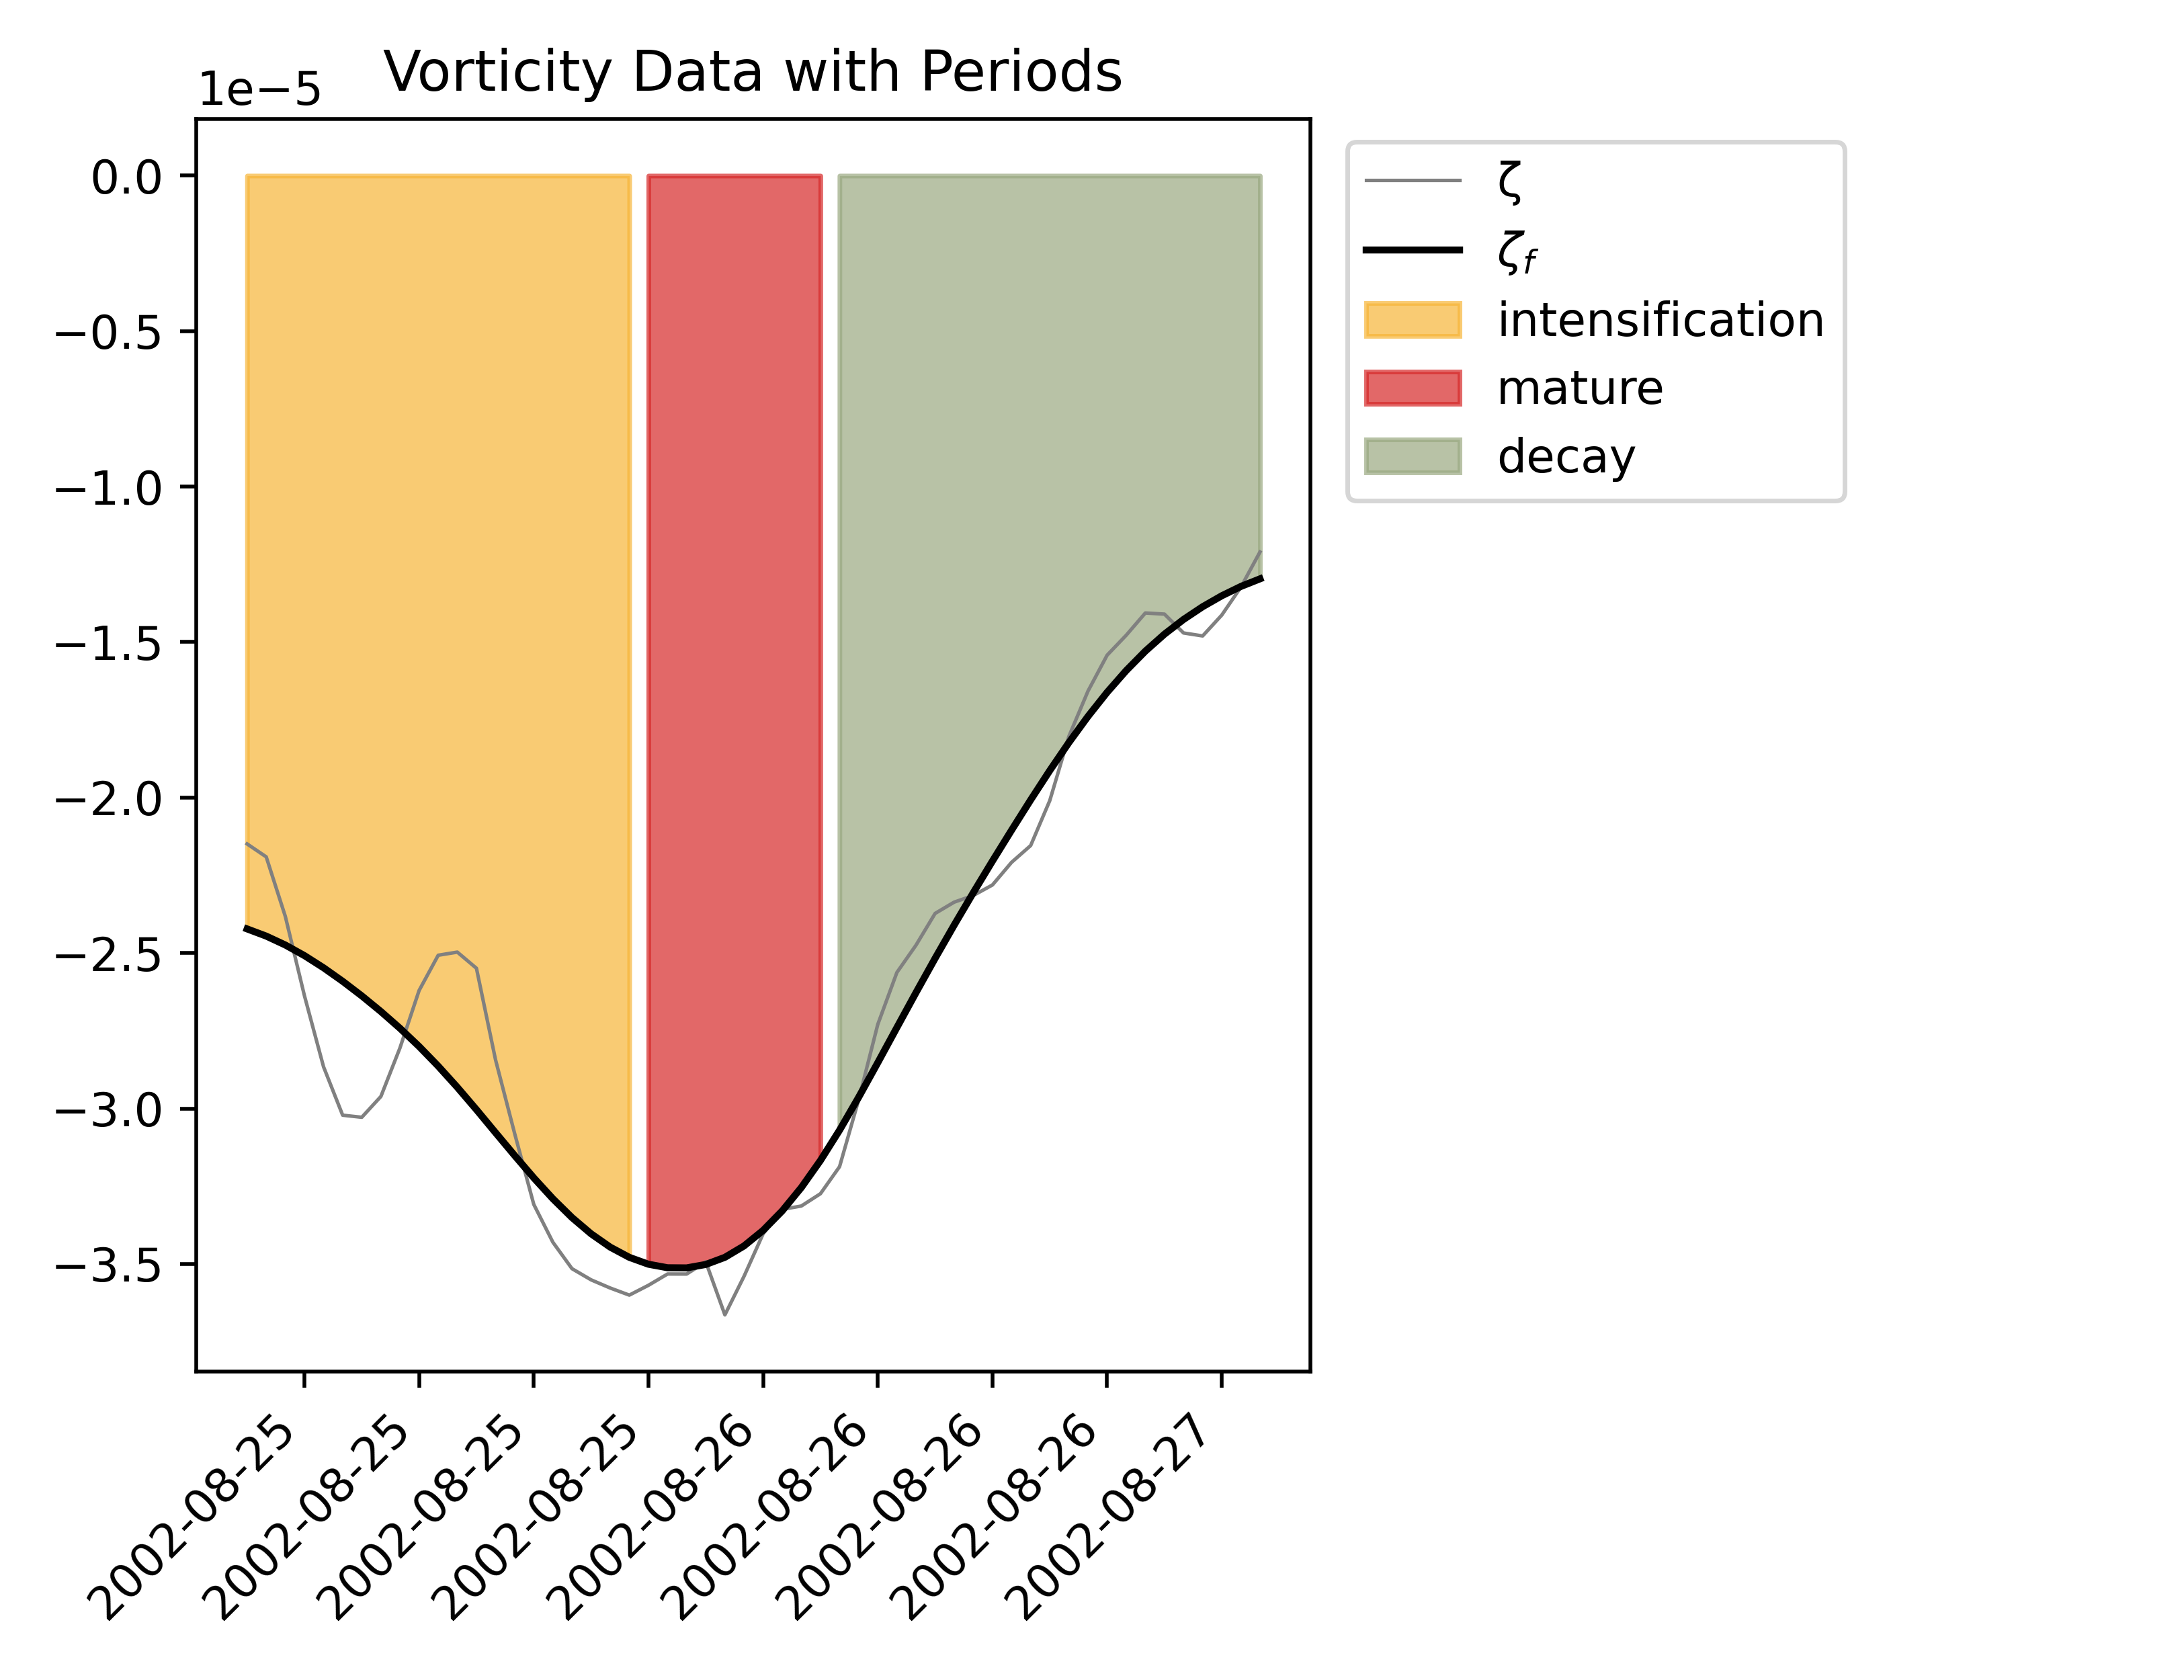 Vorticity Data with Periods
1e−5
0.0
−0.5
−1.0
−1.5
−2.0
−2.5
−3.0
−3.5
2002-08-25
2002-08-25
2002-08-25
2002-08-25
2002-08-26
2002-08-26
2002-08-26
2002-08-26
2002-08-27
ζ
ζf
intensification
mature
decay